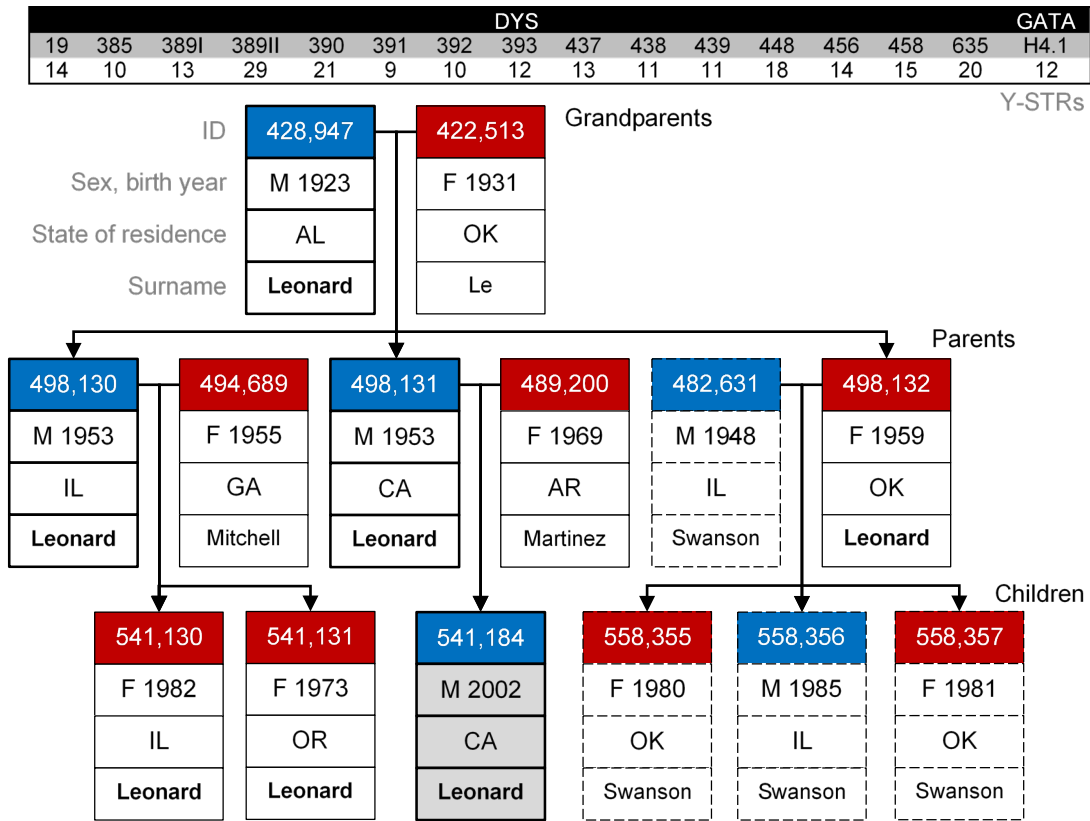 DYS GATA
19 385 389I 389II 390 391 392 393 437 438 439 448 456 458 635 H4.1
14 10 13 29 21 9 10 12 13 11 11 18 14 15 20 12
Y-STRs
Grandparents
ID 428,947 422,513
Sex, birth year M 1923 F 1931
State of residence AL OK
Surname Leonard Le
Parents
498,130 494,689 498,131 489,200 482,631 498,132
M 1953 F 1955 M 1953 F 1969 M 1948 F 1959
IL GA CA AR IL OK
Leonard Mitchell Leonard Martinez Swanson Leonard
Children
541,130 541,131 541,184 558,355 558,356 558,357
F 1982 F 1973 M 2002 F 1980 M 1985 F 1981
IL OR CA OK IL OK
Leonard Leonard Leonard Swanson Swanson Swanson